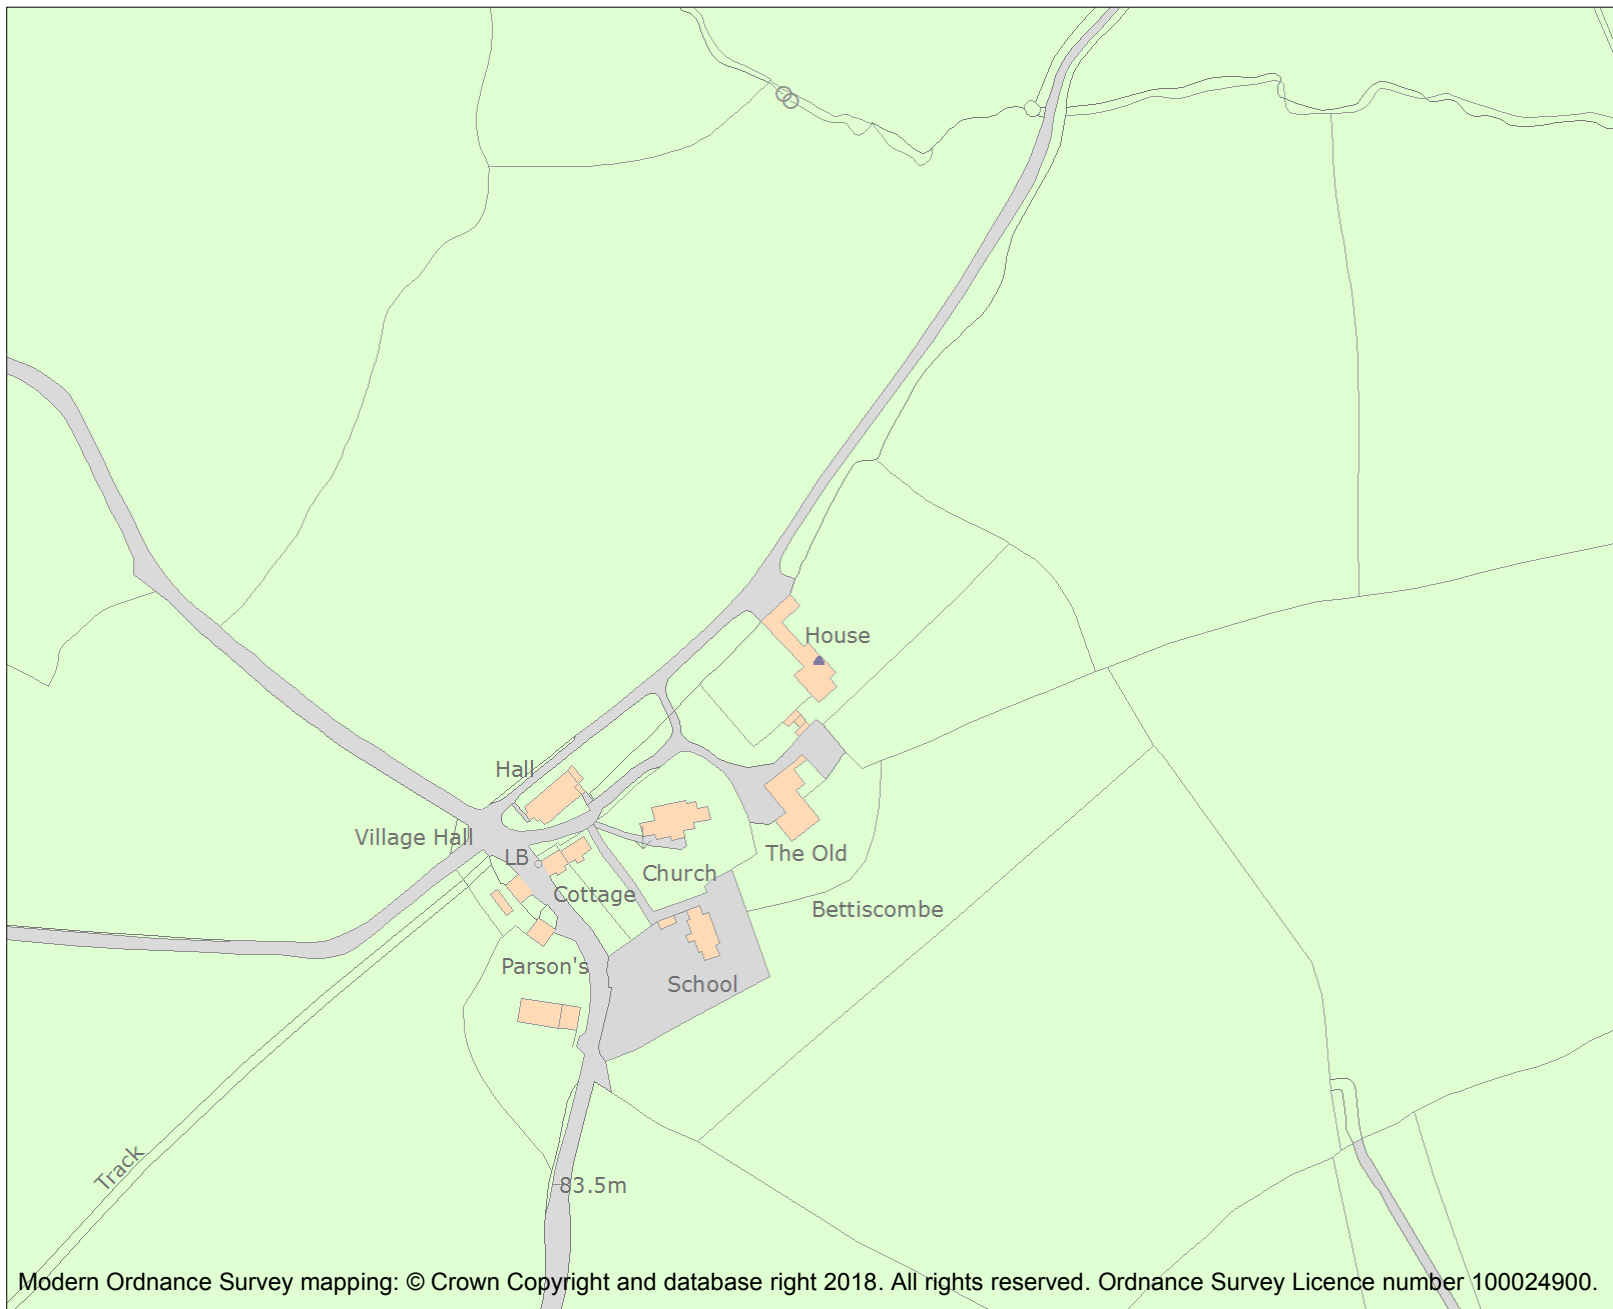 House
Hall
Village Hall
LB
The Old
Church
Cottage
Bettiscombe
Parson's
School
Track
83.5m
Modern Ordnance Survey mapping: © Crown Copyright and database right 2018. All rights reserved. Ordnance Survey Licence number 100024900.